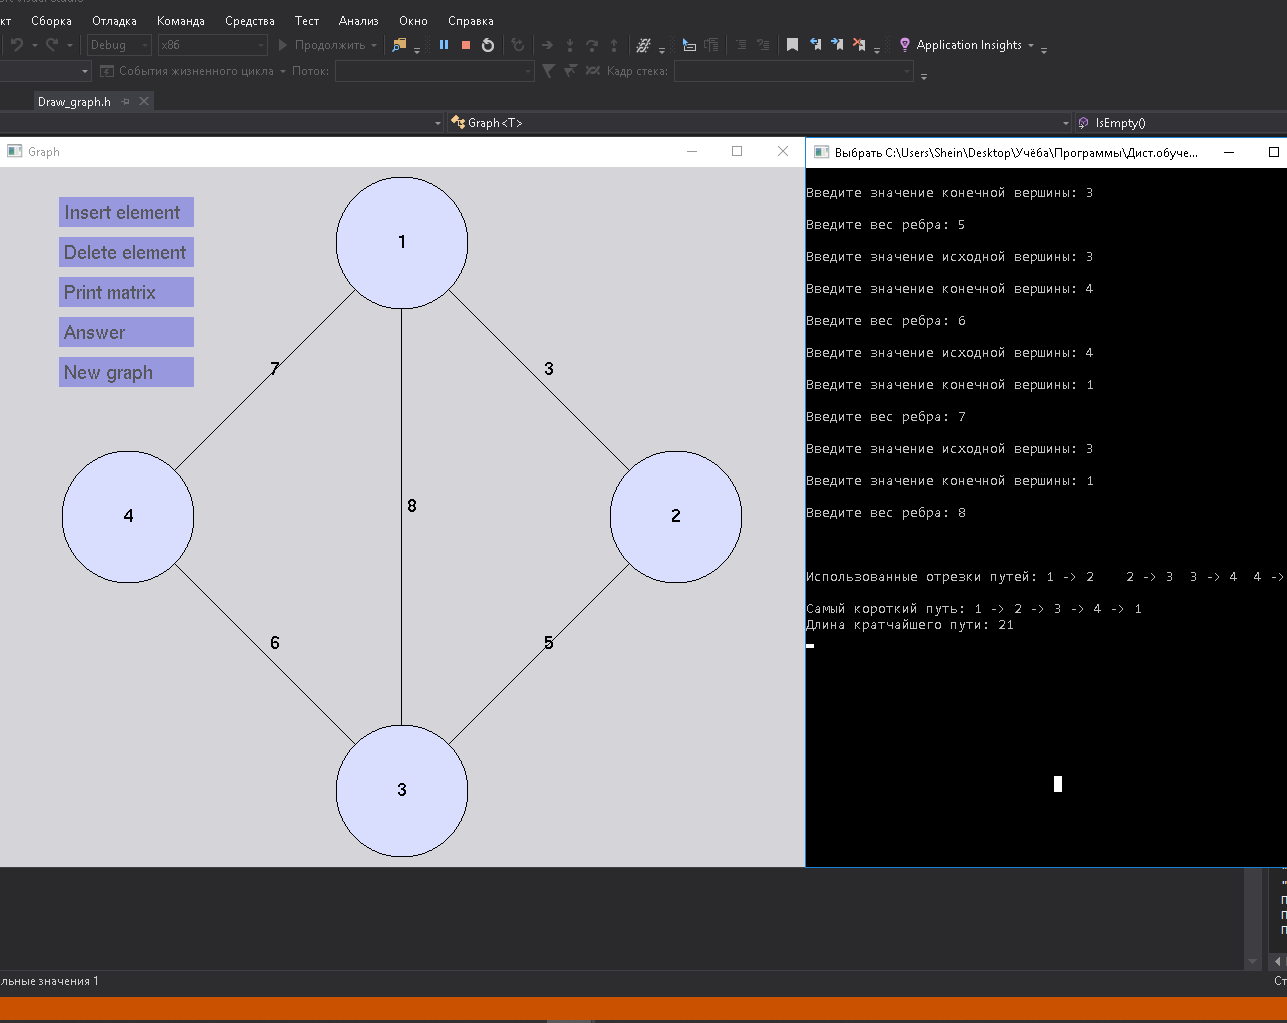 кт Сборка Отладка Команда Средства Тест Анализ Окно Справка
Debug x86 Продолжить Application Insights
События жизненного цикла Поток: Кадр стека:
Draw_graph.h
Graph<T> IsEmpty()
Graph
Insert element
Delete element
Print matrix
Answer
New graph
1
7
3
8
4
2
6
5
3
Выбрать C:\Users\Shein\Desktop\Учёба\Программы\Дист.обуче...
Введите значение конечной вершины: 3
Введите вес ребра: 5
Введите значение исходной вершины: 3
Введите значение конечной вершины: 4
Введите вес ребра: 6
Введите значение исходной вершины: 4
Введите значение конечной вершины: 1
Введите вес ребра: 7
Введите значение исходной вершины: 3
Введите значение конечной вершины: 1
Введите вес ребра: 8
Использованные отрезки путей: 1 -> 2 2 -> 3 3 -> 4 4 ->
Самый короткий путь: 1 -> 2 -> 3 -> 4 -> 1
Длина кратчайшего пути: 21
льные значения 1
Ст